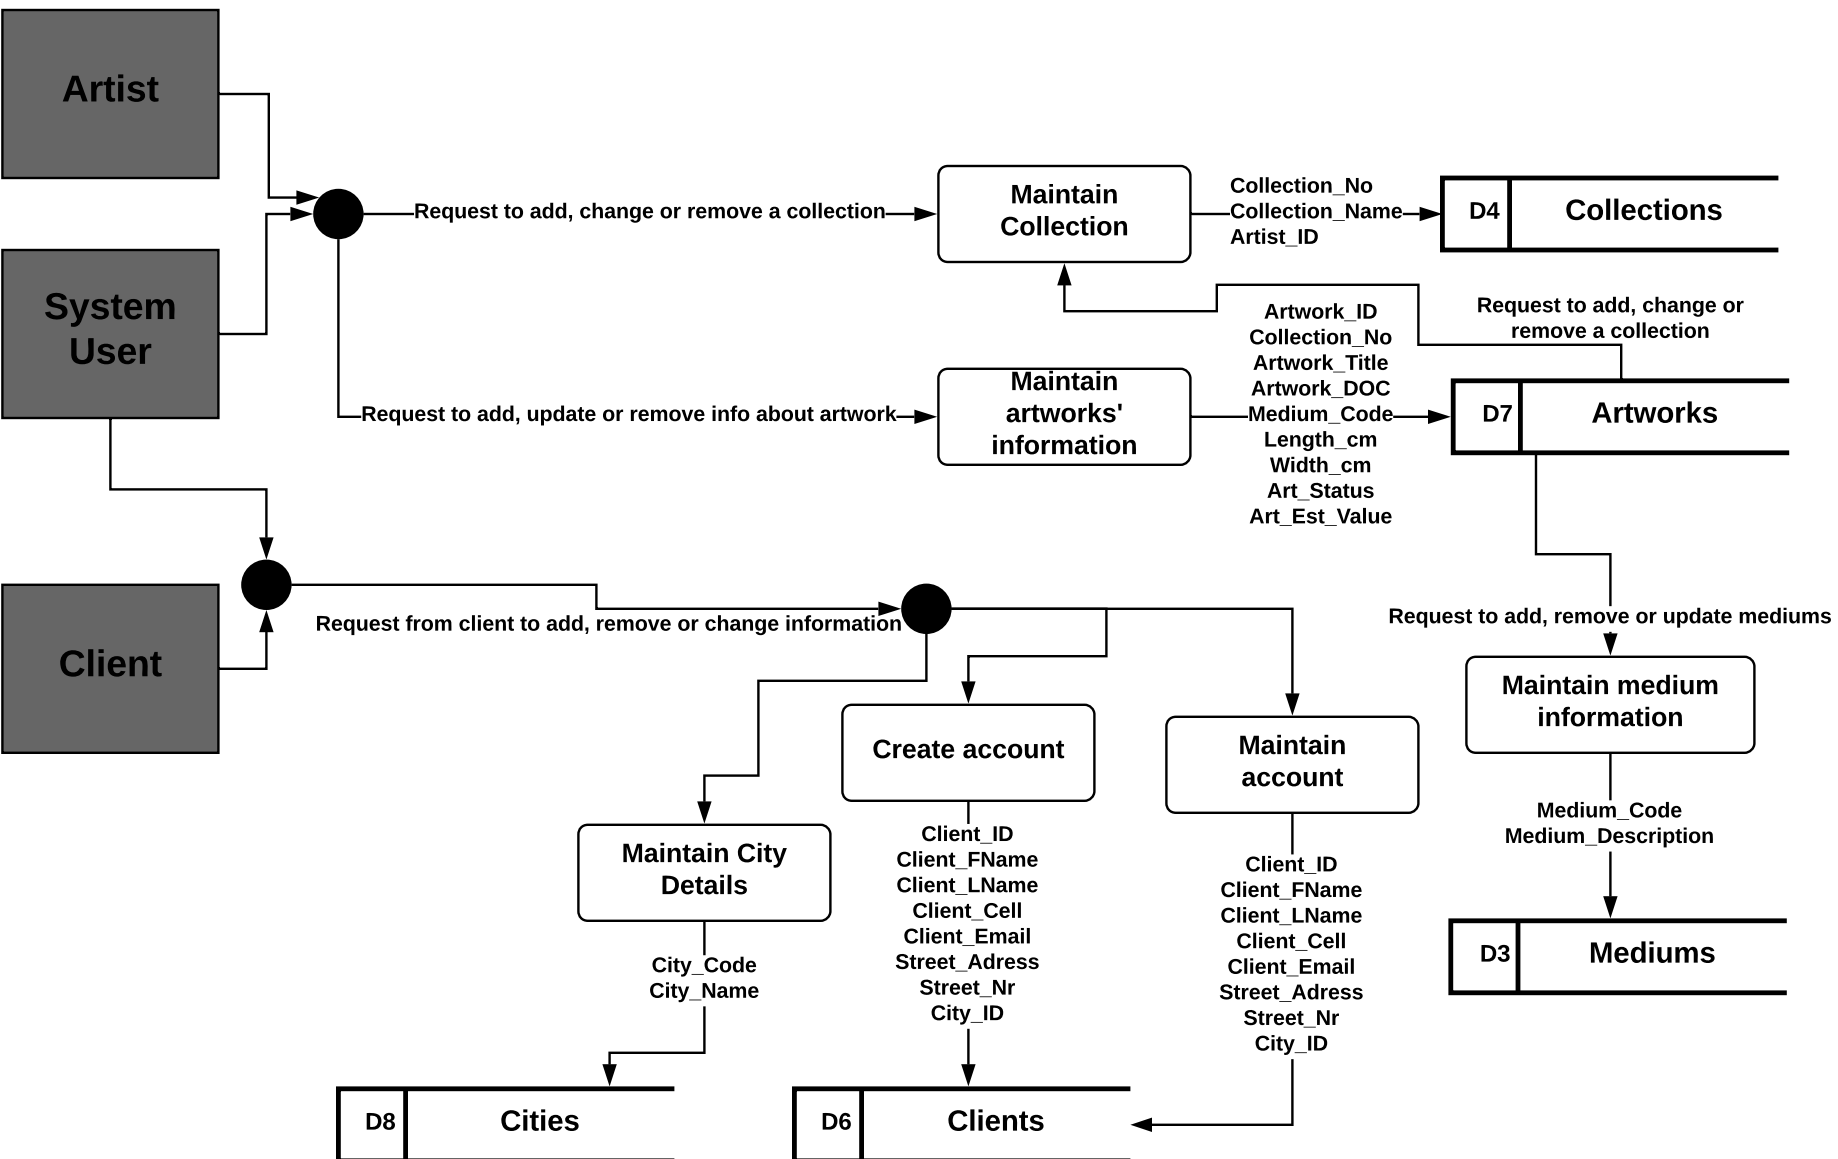 Artist
System
User
Client
Request to add, change or remove a collection
Maintain
Collection
Collection_No
Collection_Name
Artist_ID
D4
Collections
Request to add, change or
remove a collection
Request to add, update or remove info about artwork
Maintain
artworks'
information
Artwork_ID
Collection_No
Artwork_Title
Artwork_DOC
Medium_Code
Length_cm
Width_cm
Art_Status
Art_Est_Value
D7
Artworks
Request from client to add, remove or change information
Request to add, remove or update mediums
Maintain medium
information
Medium_Code
Medium_Description
D3
Mediums
Maintain City
Details
City_Code
City_Name
D8
Cities
Create account
Client_ID
Client_FName
Client_LName
Client_Cell
Client_Email
Street_Adress
Street_Nr
City_ID
D6
Clients
Maintain
account
Client_ID
Client_FName
Client_LName
Client_Cell
Client_Email
Street_Adress
Street_Nr
City_ID